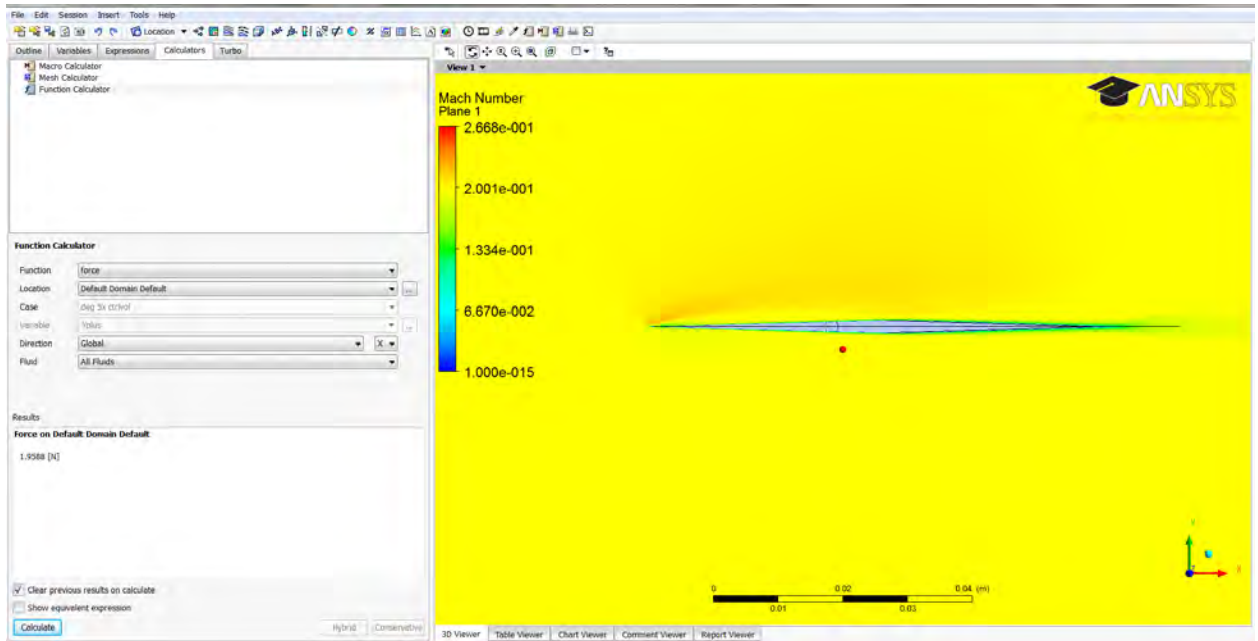 File Edit Session Insert Tools Help
Location
Outline Variables Expressions Calculators Turbo
Macro Calculator
Mesh Calculator
Function Calculator
Function Calculator
Function force
Location Default Domain Default
Case deg 5x ctrlvol
Variable Yplus
Direction Global X
Fluid All Fluids
Results
Force on Default Domain Default
1.9588 [N]
Clear previous results on calculate
Show equivalent expression
Calculate Hybrid Conservative
View 1
ANSYS
Mach Number
Plane 1
2.668e-001
2.001e-001
1.334e-001
6.670e-002
1.000e-015
Y
X
0 0.02 0.04 (m)
0.01 0.03
3D Viewer Table Viewer Chart Viewer Comment Viewer Report Viewer